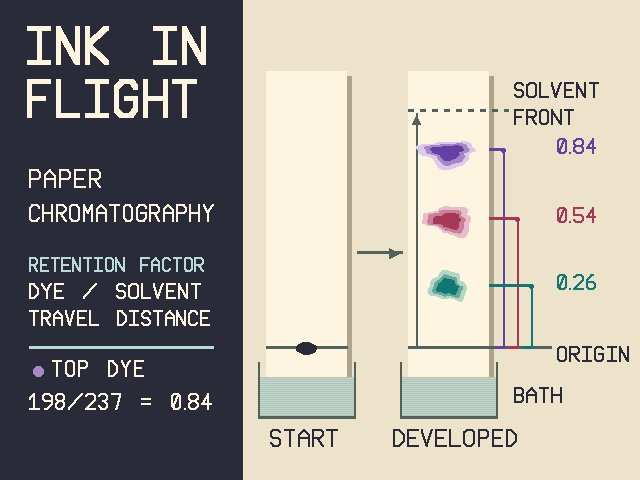 INK IN
FLIGHT
PAPER
CHROMATOGRAPHY
RETENTION FACTOR
DYE / SOLVENT
TRAVEL DISTANCE
TOP DYE
198/237 = 0.84
SOLVENT
FRONT
0.84
0.54
0.26
ORIGIN
BATH
START
DEVELOPED